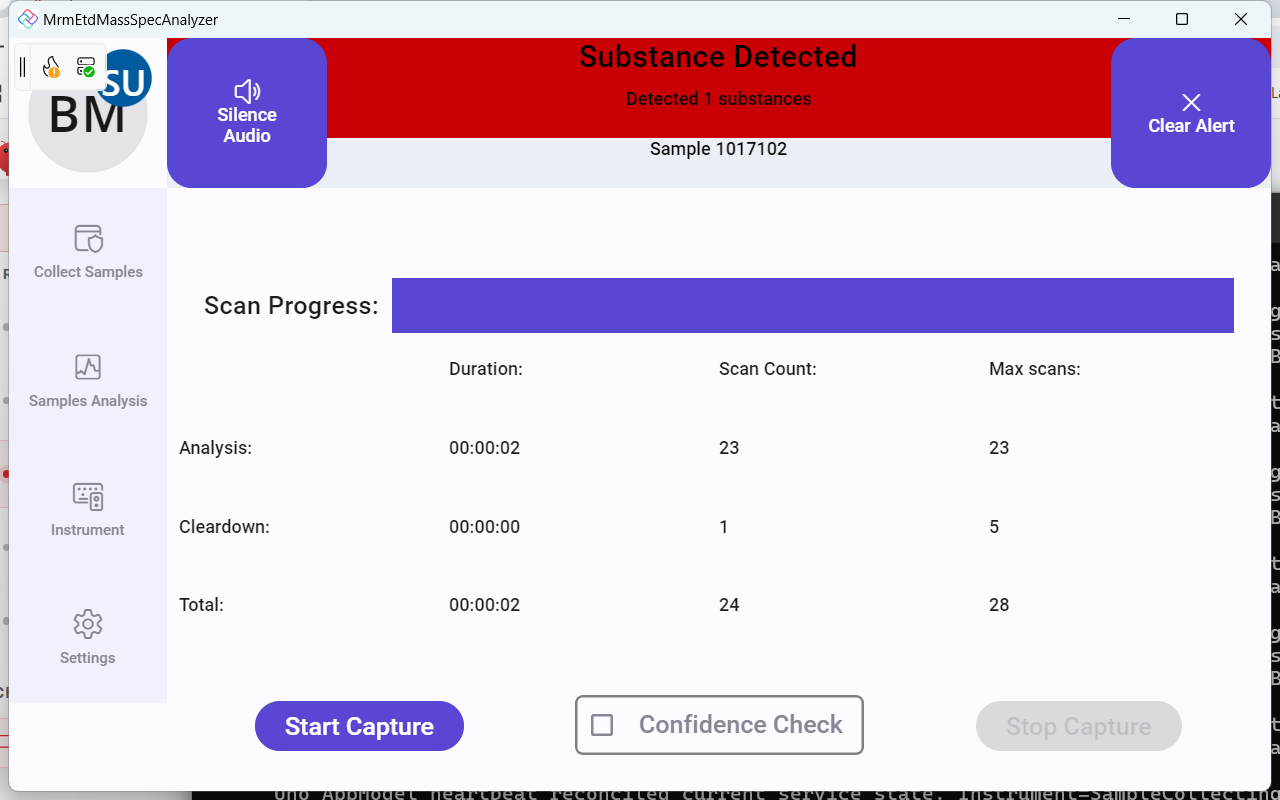 MrmEtdMassSpecAnalyzer
SU
BM
Silence
Audio
Substance Detected
Detected 1 substances
Sample 1017102
Clear Alert
Collect Samples
Samples Analysis
Instrument
Settings
Scan Progress:
Duration: Scan Count: Max scans:
Analysis: 00:00:02 23 23
Cleardown: 00:00:00 1 5
Total: 00:00:02 24 28
Start Capture
Confidence Check
Stop Capture